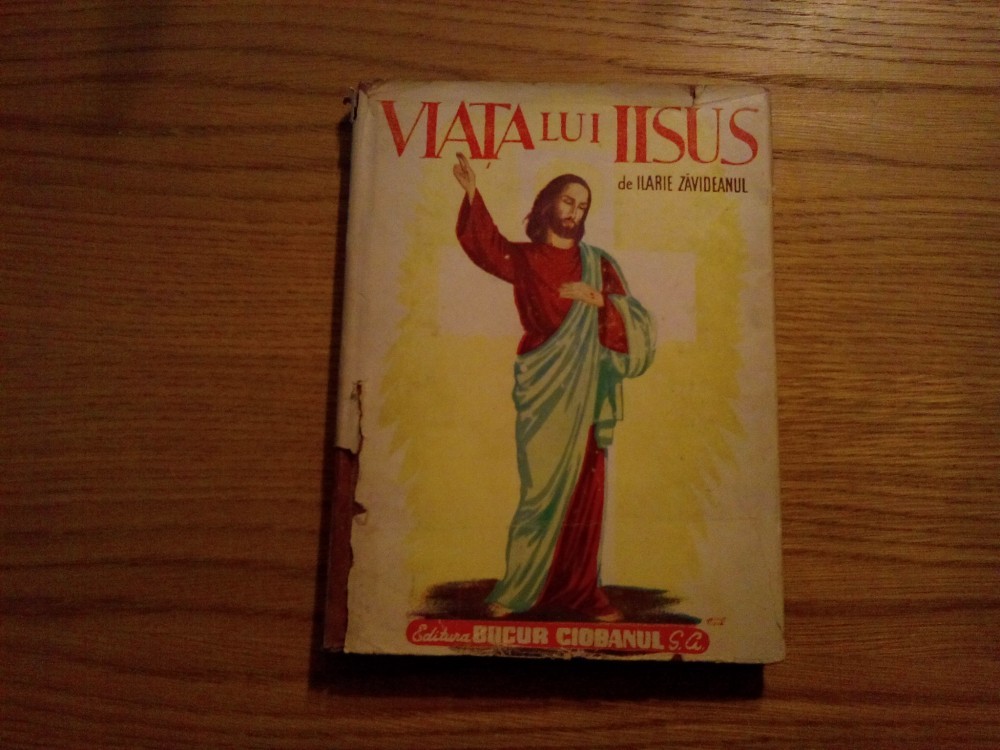 VIAȚA LUI IISUS
de ILARIE ZĂVIDEANUL
Editura BUCUR CIOBANUL S.A.